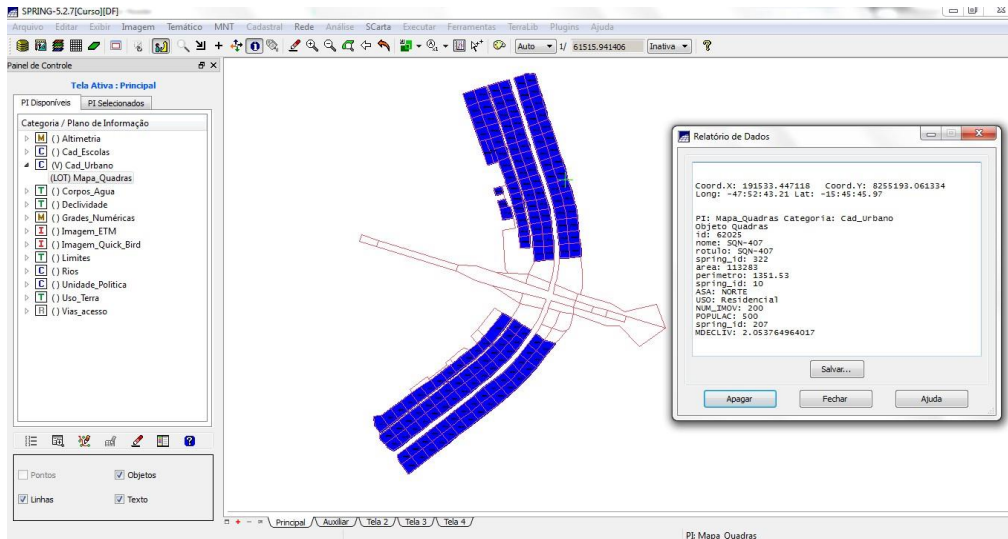 SPRING-5.2.7[Curso][DF]
Arquivo Editar Exibir Imagem Temático MNT Cadastral Rede Análise SCarta Executar Ferramentas TerraLib Plugins Ajuda
Auto 1/ 61515.941406 Inativa
Painel de Controle
Tela Ativa : Principal
PI Disponíveis PI Selecionados
Categoria / Plano de Informação
M () Altimetria
C () Cad_Escolas
C (V) Cad_Urbano
(LOT) Mapa_Quadras
T () Corpos_Agua
T () Declividade
M () Grades_Numéricas
I () Imagem_ETM
I () Imagem_Quick_Bird
T () Limites
C () Rios
C () Unidade_Politica
T () Uso_Terra
R () Vias_acesso
Pontos Objetos
Linhas Texto
Relatório de Dados
Coord.X: 191533.447118 Coord.Y: 8255193.061334
Long: -47:52:43.21 Lat: -15:45:45.97
PI: Mapa_Quadras Categoria: Cad_Urbano
Objeto Quadras
id: 62025
nome: SQN-407
rotulo: SQN-407
spring_id: 322
area: 113283
perimetro: 1351.53
spring_id: 10
ASA: NORTE
USO: Residencial
NUM_IMOV: 200
POPULAC: 500
spring_id: 207
MDECLIV: 2.053764964017
Salvar...
Apagar Fechar Ajuda
Principal Auxiliar Tela 2 Tela 3 Tela 4
PI: Mapa_Quadras